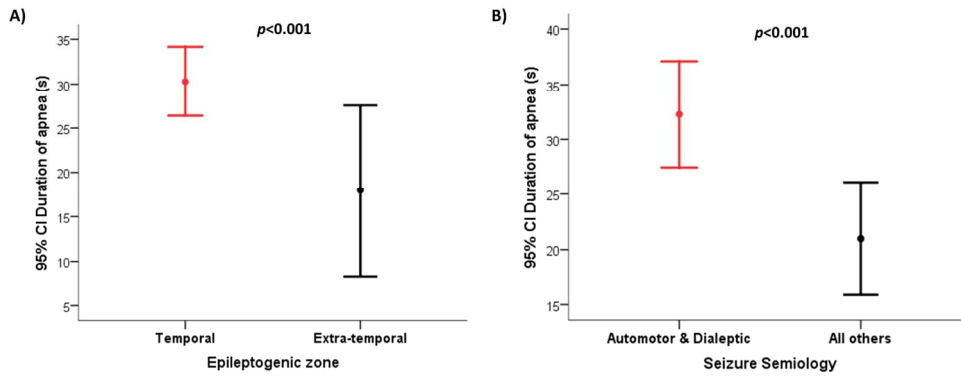 A)
p<0.001
95% CI Duration of apnea (s)
35
30
25
20
15
10
5
Temporal
Extra-temporal
Epileptogenic zone
B)
p<0.001
95% CI Duration of apnea (s)
40
35
30
25
20
15
Automotor & Dialeptic
All others
Seizure Semiology